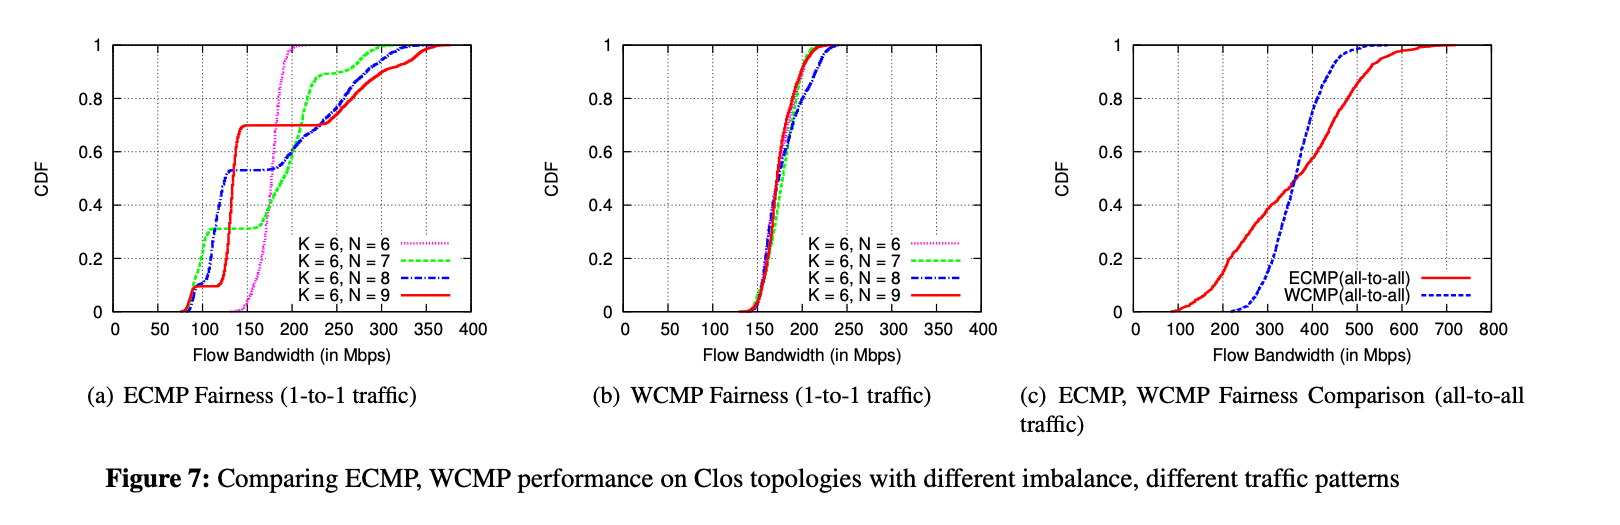 CDF
1
0.8
0.6
0.4
0.2
0
K = 6, N = 6
K = 6, N = 7
K = 6, N = 8
K = 6, N = 9
0 50 100 150 200 250 300 350 400
Flow Bandwidth (in Mbps)
(a) ECMP Fairness (1-to-1 traffic)
CDF
1
0.8
0.6
0.4
0.2
0
K = 6, N = 6
K = 6, N = 7
K = 6, N = 8
K = 6, N = 9
0 50 100 150 200 250 300 350 400
Flow Bandwidth (in Mbps)
(b) WCMP Fairness (1-to-1 traffic)
CDF
1
0.8
0.6
0.4
0.2
0
ECMP(all-to-all)
WCMP(all-to-all)
0 100 200 300 400 500 600 700 800
Flow Bandwidth (in Mbps)
(c) ECMP, WCMP Fairness Comparison (all-to-all
traffic)
Figure 7: Comparing ECMP, WCMP performance on Clos topologies with different imbalance, different traffic patterns